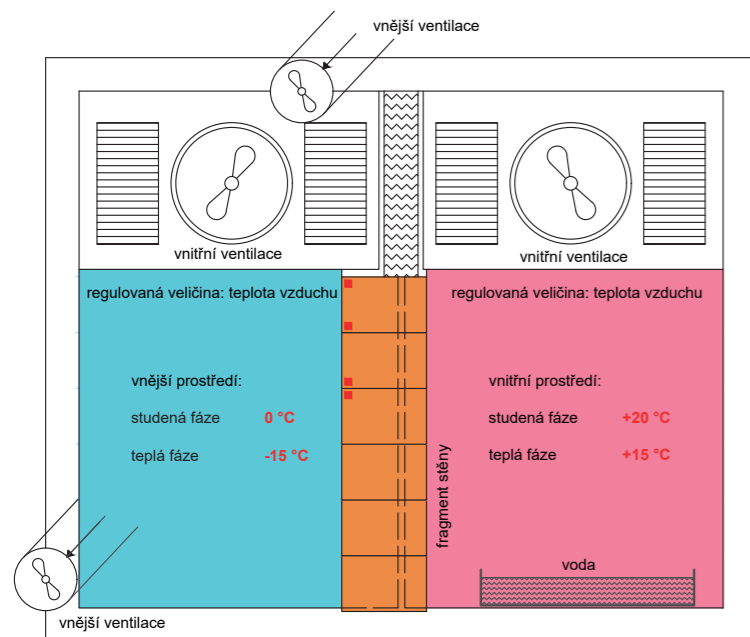 vnější ventilace
vnitřní ventilace
vnitřní ventilace
regulovaná veličina: teplota vzduchu
regulovaná veličina: teplota vzduchu
vnější prostředí:
studená fáze 0 °C
teplá fáze -15 °C
vnitřní prostředí:
studená fáze +20 °C
teplá fáze +15 °C
fragment stěny
voda
vnější ventilace